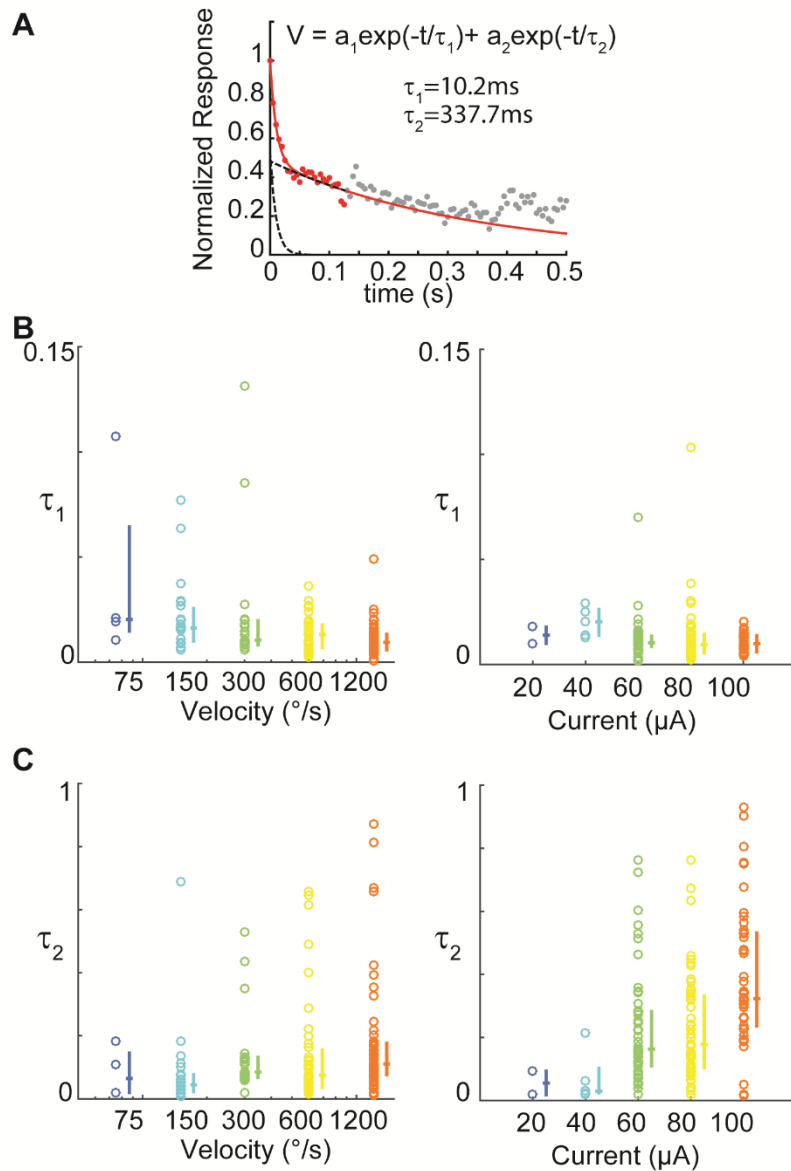 A
V = a₁exp(-t/τ₁)+ a₂exp(-t/τ₂)
τ₁=10.2ms
τ₂=337.7ms
Normalized Response
1
0.8
0.6
0.4
0.2
0
0 0.1 0.2 0.3 0.4 0.5
time (s)
B
0.15
τ₁
0
75 150 300 600 1200
Velocity (°/s)
0.15
τ₁
0
20 40 60 80 100
Current (µA)
C
1
τ₂
0
75 150 300 600 1200
Velocity (°/s)
1
τ₂
0
20 40 60 80 100
Current (µA)